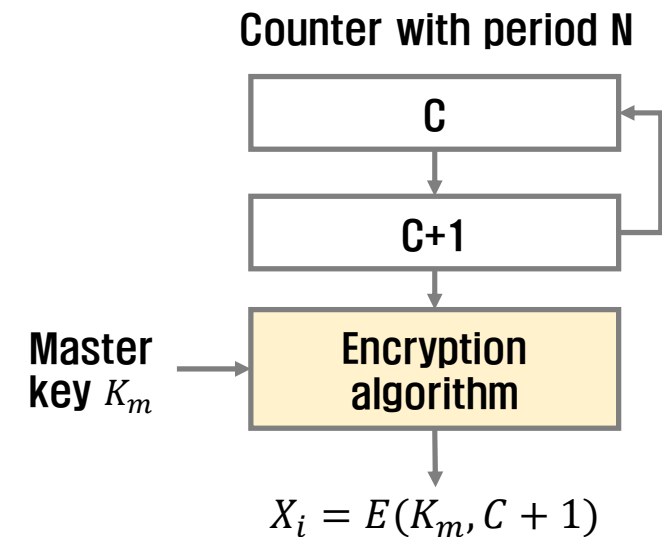 Counter with period N
C
C+1
Master
key K_m
Encryption
algorithm
X_i = E(K_m, C + 1)